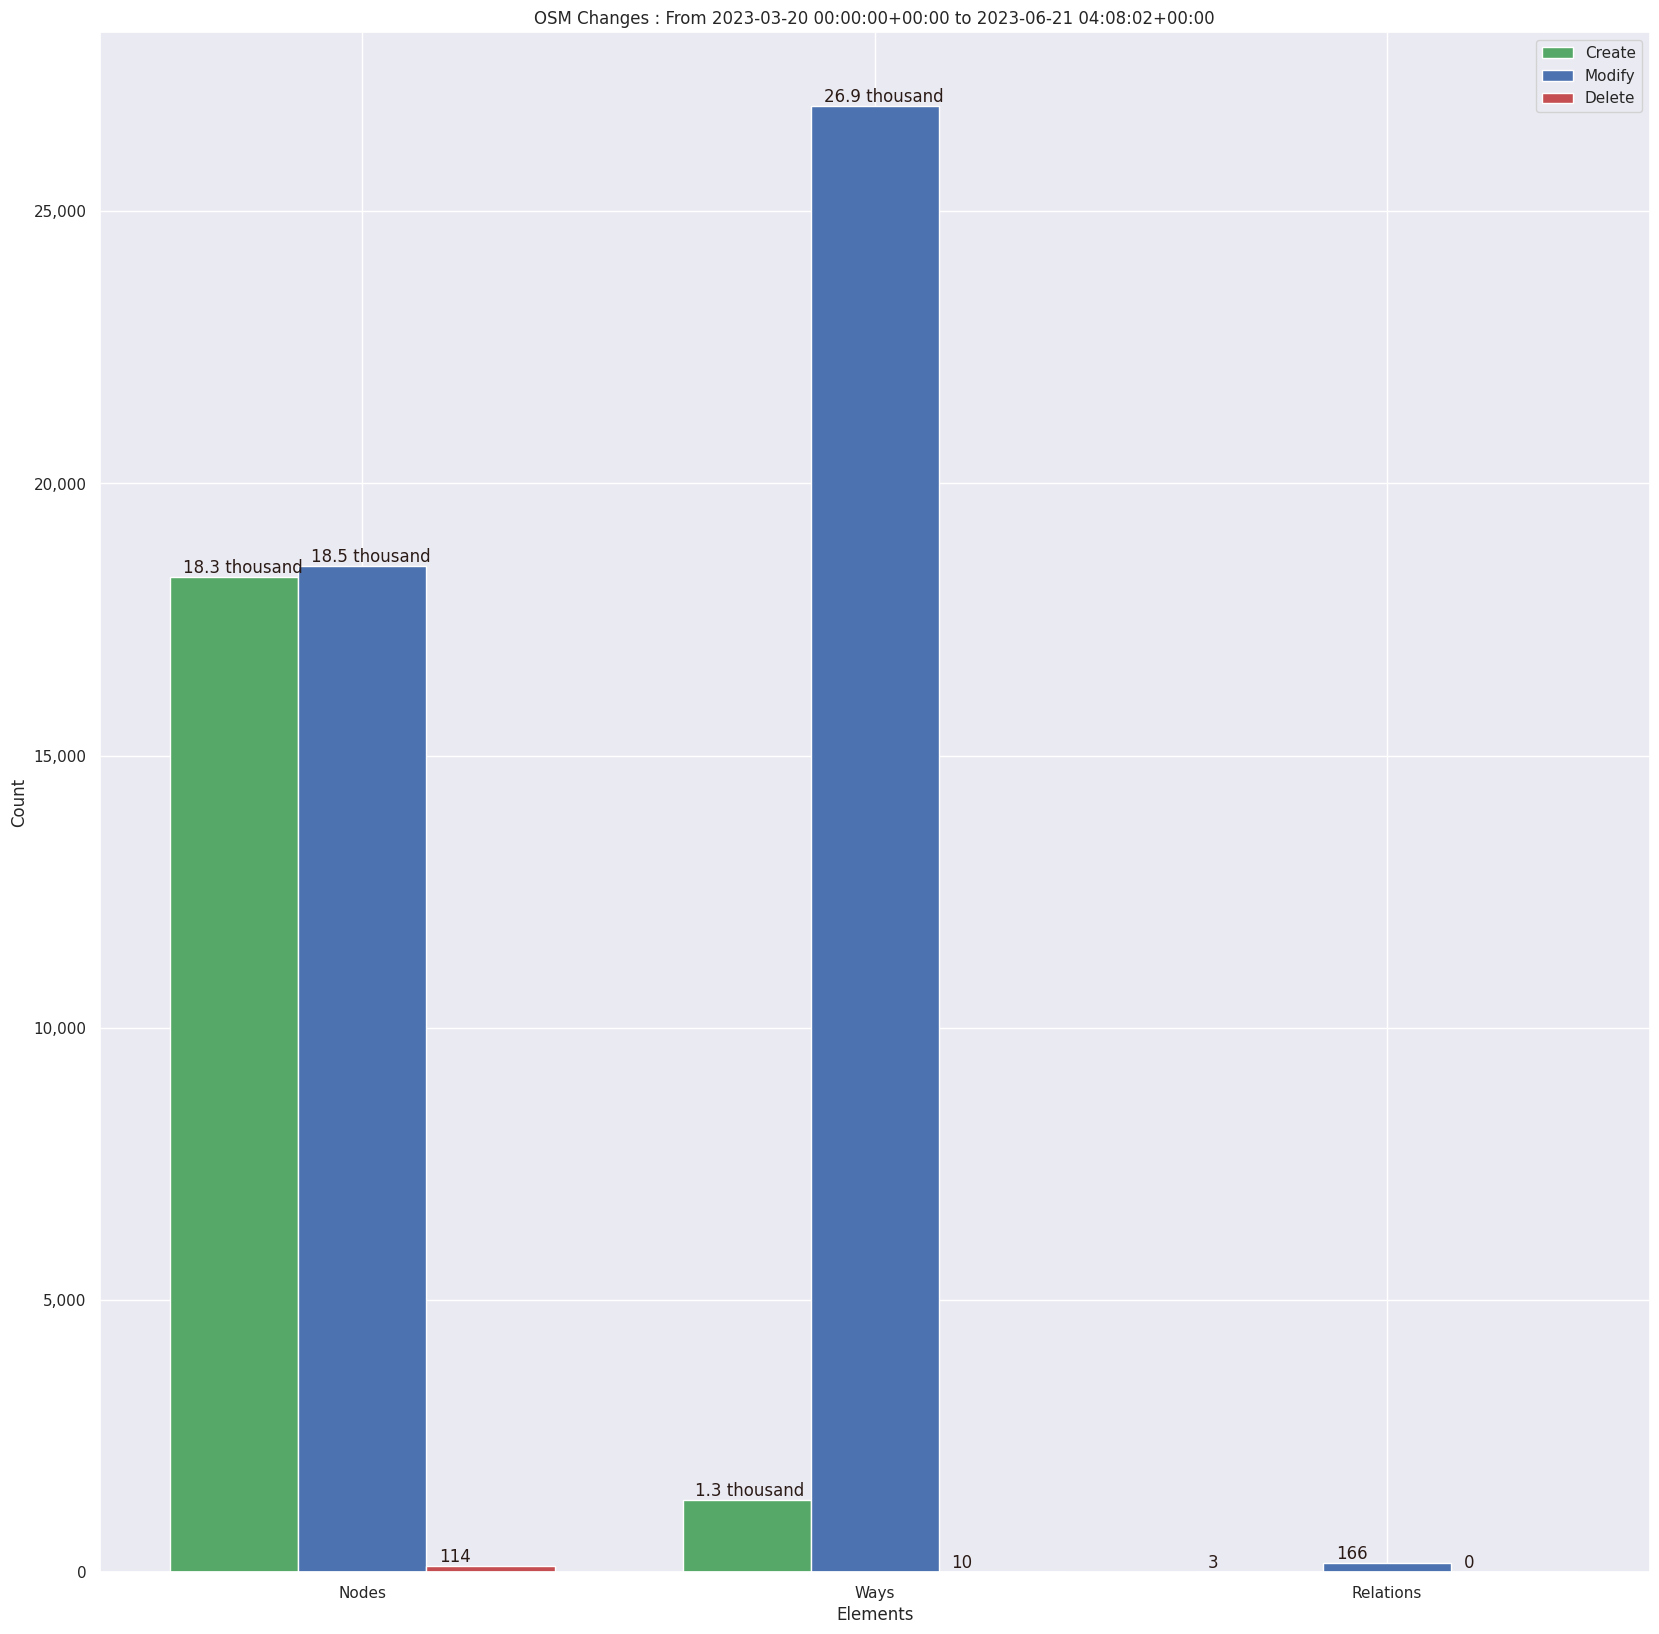 OSM Changes : From 2023-03-20 00:00:00+00:00 to 2023-06-21 04:08:02+00:00
Create
Modify
Delete
26.9 thousand
25,000
20,000
18.5 thousand
18.3 thousand
15,000
Count
10,000
5,000
1.3 thousand
114
10
3
166
0
0
Nodes
Ways
Relations
Elements